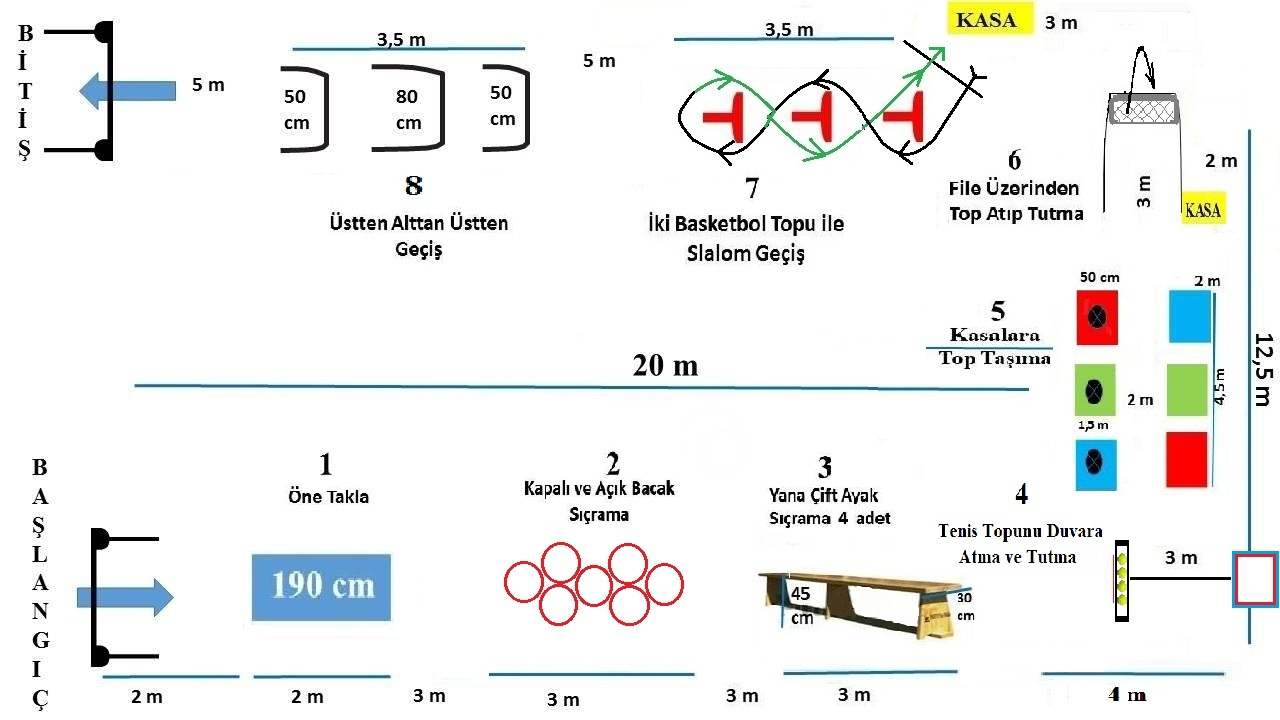 BİTİŞ
5 m
3,5 m
50
cm
80
cm
50
cm
8
Üstten Alttan Üstten
Geçiş
5 m
3,5 m
7
İki Basketbol Topu ile
Slalom Geçiş
KASA
3 m
6
File Üzerinden
Top Atıp Tutma
3 m
2 m
KASA
50 cm
2 m
5
Kasalara
Top Taşıma
2 m
4,5 m
1,5 m
12,5 m
20 m
BAŞLANGIÇ
1
Öne Takla
190 cm
2
Kapalı ve Açık Bacak
Sıçrama
3
Yana Çift Ayak
Sıçrama 4 adet
45
cm
30
cm
4
Tenis Topunu Duvara
Atma ve Tutma
3 m
2 m
2 m
3 m
3 m
3 m
3 m
4 m